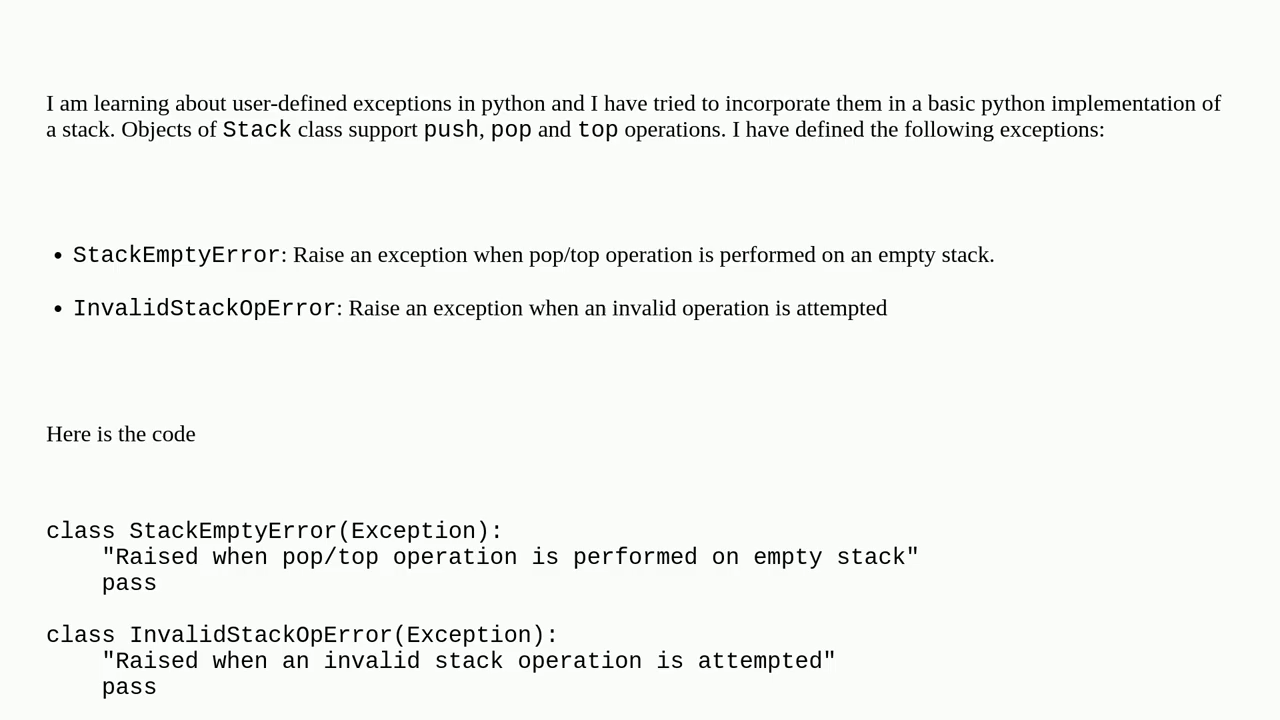 I am learning about user-defined exceptions in python and I have tried to incorporate them in a basic python implementation of
a stack. Objects of Stack class support push, pop and top operations. I have defined the following exceptions:
• StackEmptyError: Raise an exception when pop/top operation is performed on an empty stack.
• InvalidStackOpError: Raise an exception when an invalid operation is attempted
Here is the code
class StackEmptyError(Exception):
    "Raised when pop/top operation is performed on empty stack"
    pass
class InvalidStackOpError(Exception):
    "Raised when an invalid stack operation is attempted"
    pass